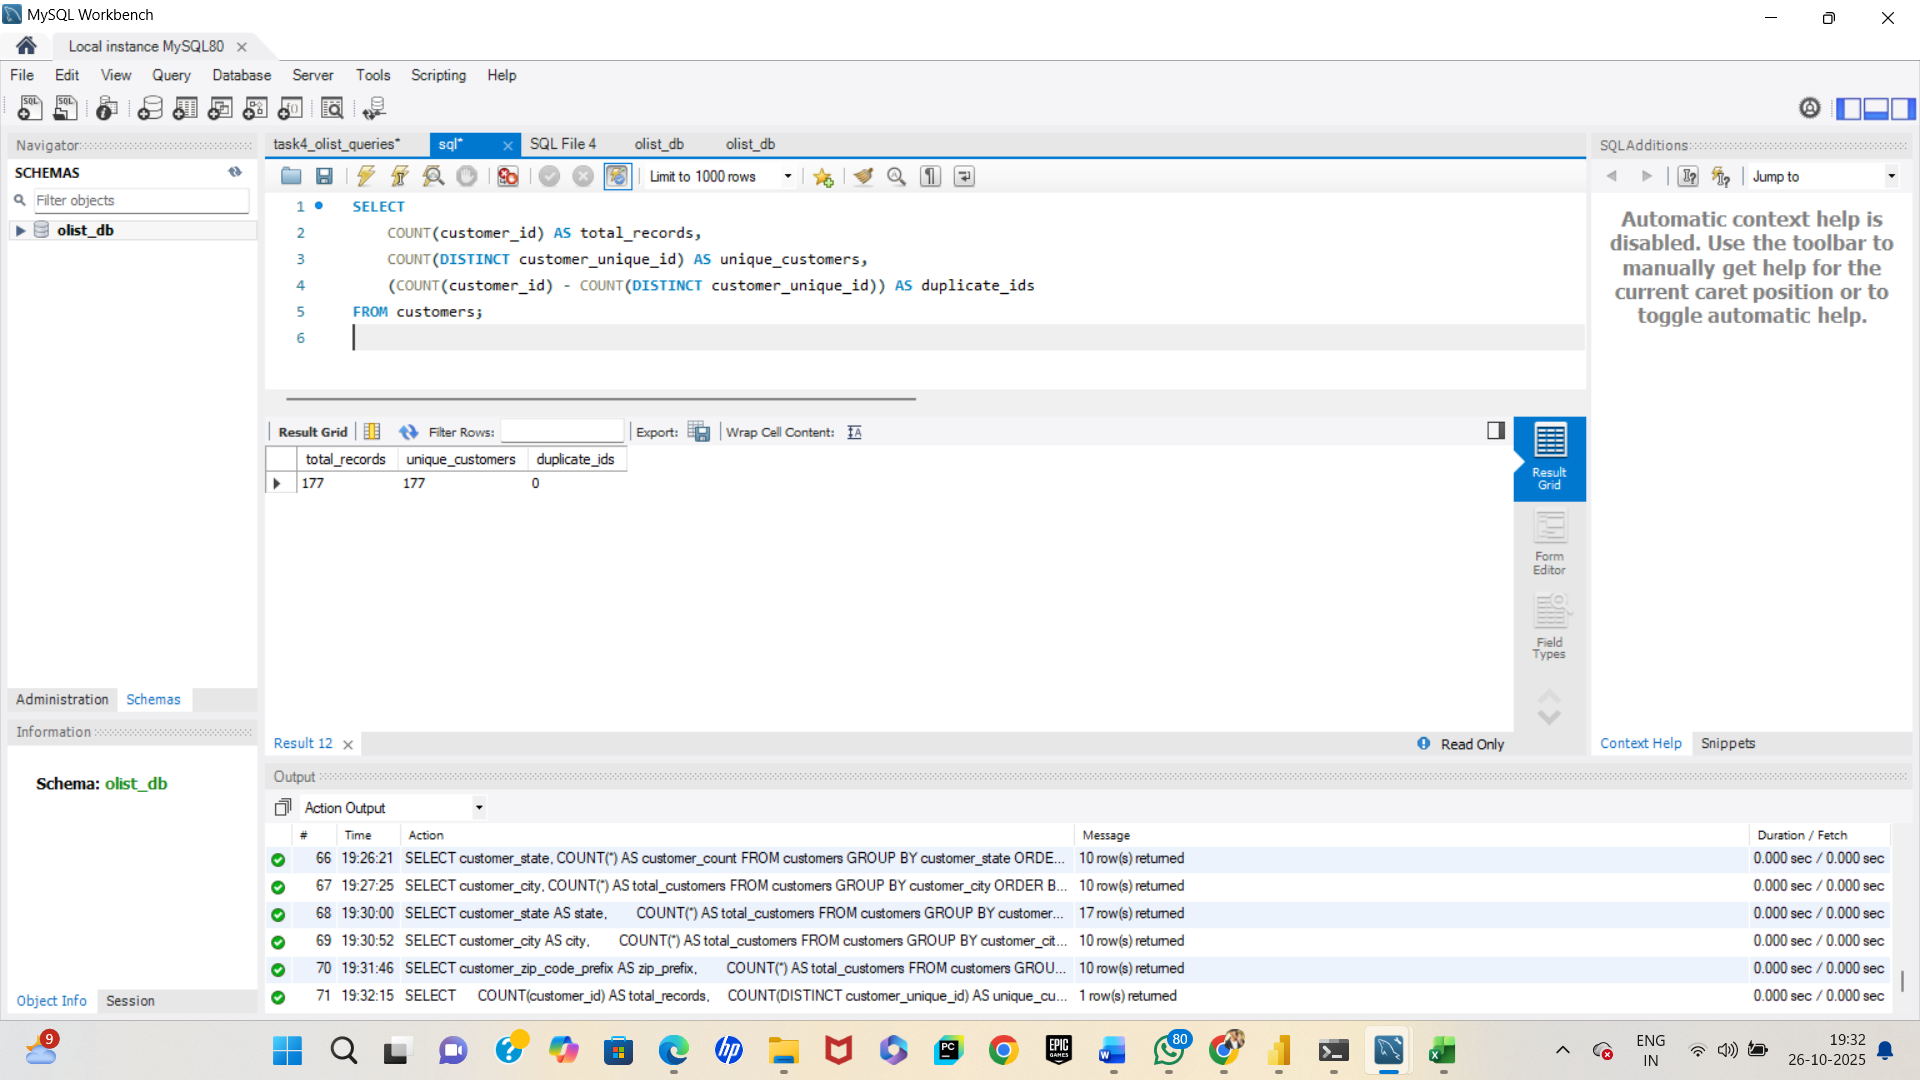 MySQL Workbench
Local instance MySQL80
File Edit View Query Database Server Tools Scripting Help
Navigator
SCHEMAS
Filter objects
olist_db
Administration Schemas
Information
Schema: olist_db
Object Info Session
task4_olist_queries* sql* SQL File 4 olist_db olist_db
Limit to 1000 rows
1 SELECT
2 COUNT(customer_id) AS total_records,
3 COUNT(DISTINCT customer_unique_id) AS unique_customers,
4 (COUNT(customer_id) - COUNT(DISTINCT customer_unique_id)) AS duplicate_ids
5 FROM customers;
6
Result Grid Filter Rows: Export: Wrap Cell Content:
total_records unique_customers duplicate_ids
177 177 0
Result Grid
Form Editor
Field Types
Result 12 Read Only
SQLAdditions
Jump to
Automatic context help is
disabled. Use the toolbar to
manually get help for the
current caret position or to
toggle automatic help.
Context Help Snippets
Output
Action Output
# Time Action Message Duration / Fetch
66 19:26:21 SELECT customer_state, COUNT(*) AS customer_count FROM customers GROUP BY customer_state ORDE... 10 row(s) returned 0.000 sec / 0.000 sec
67 19:27:25 SELECT customer_city, COUNT(*) AS total_customers FROM customers GROUP BY customer_city ORDER B... 10 row(s) returned 0.000 sec / 0.000 sec
68 19:30:00 SELECT customer_state AS state, COUNT(*) AS total_customers FROM customers GROUP BY customer... 17 row(s) returned 0.000 sec / 0.000 sec
69 19:30:52 SELECT customer_city AS city, COUNT(*) AS total_customers FROM customers GROUP BY customer_cit... 10 row(s) returned 0.000 sec / 0.000 sec
70 19:31:46 SELECT customer_zip_code_prefix AS zip_prefix, COUNT(*) AS total_customers FROM customers GROU... 10 row(s) returned 0.000 sec / 0.000 sec
71 19:32:15 SELECT COUNT(customer_id) AS total_records, COUNT(DISTINCT customer_unique_id) AS unique_cu... 1 row(s) returned 0.000 sec / 0.000 sec
9
hp
PC
EPIC GAMES
80
ENG
IN
19:32
26-10-2025